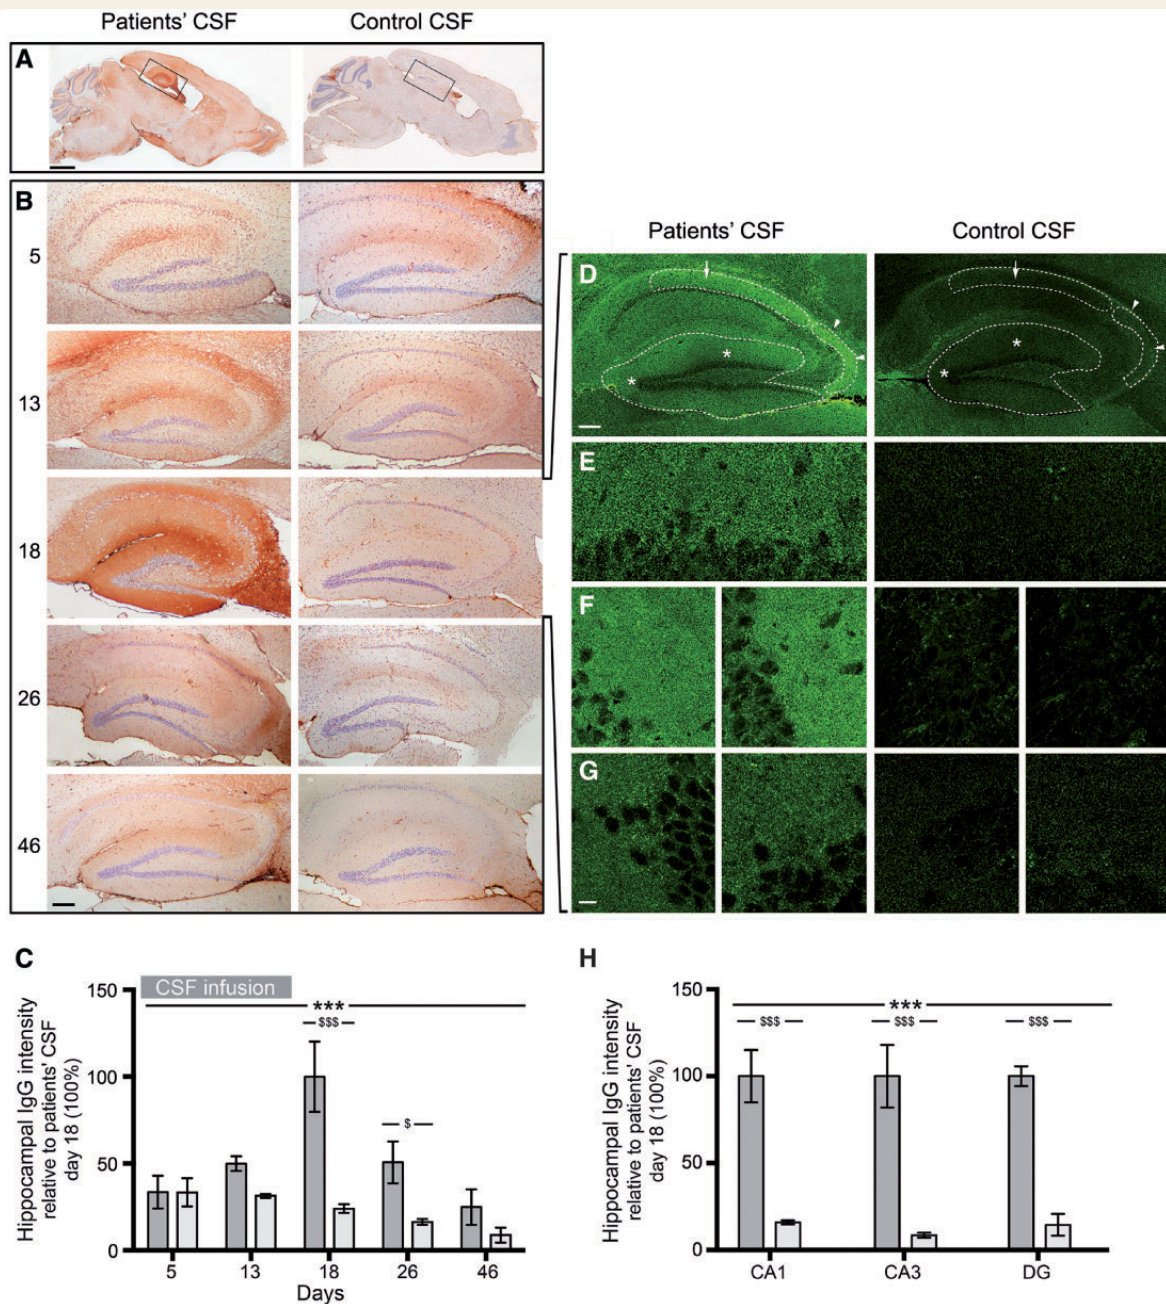 Patients' CSF Control CSF
A
B
5
13
18
26
46
Patients' CSF Control CSF
D
*
*
*
*
E
F
G
C
CSF infusion
***
$$$
$
150
100
50
0
Hippocampal IgG intensity
relative to patients' CSF
day 18 (100%)
5 13 18 26 46
Days
H
***
$$$ $$$ $$$
150
100
50
0
Hippocampal IgG intensity
relative to patients' CSF
day 18 (100%)
CA1 CA3 DG